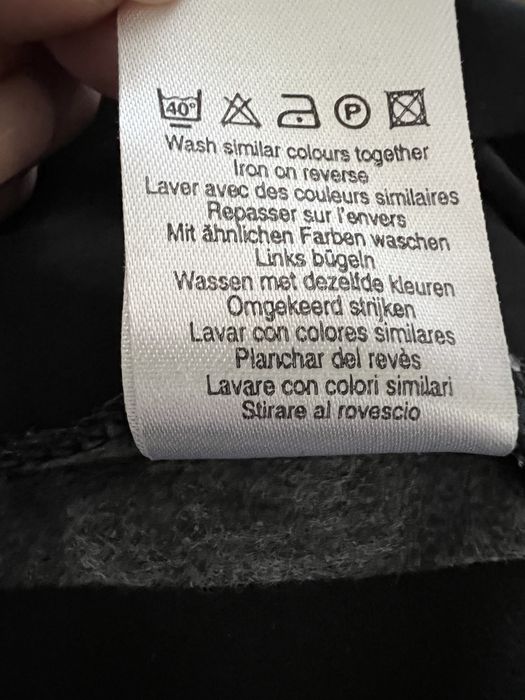 40°
P
Wash similar colours together
Iron on reverse
Laver avec des couleurs similaires
Repasser sur l'envers
Mit ähnlichen Farben waschen
Links bügeln
Wassen met dezelfde kleuren
Omgekeerd strijken
Lavar con colores similares
Planchar del revès
Lavare con colori similari
Stirare al rovescio